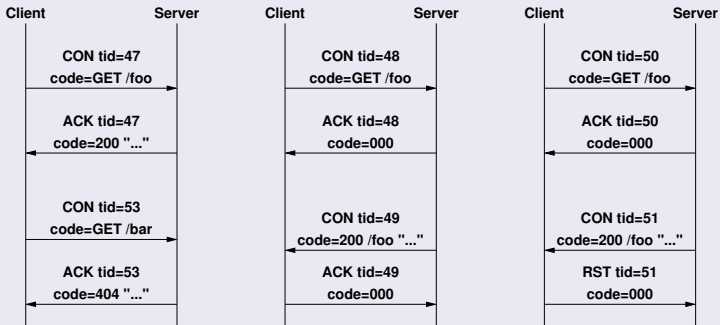 Client Server
CON tid=47
code=GET /foo
ACK tid=47
code=200 "..."
CON tid=53
code=GET /bar
ACK tid=53
code=404 "..."
Client Server
CON tid=48
code=GET /foo
ACK tid=48
code=000
CON tid=49
code=200 /foo "..."
ACK tid=49
code=000
Client Server
CON tid=50
code=GET /foo
ACK tid=50
code=000
CON tid=51
code=200 /foo "..."
RST tid=51
code=000